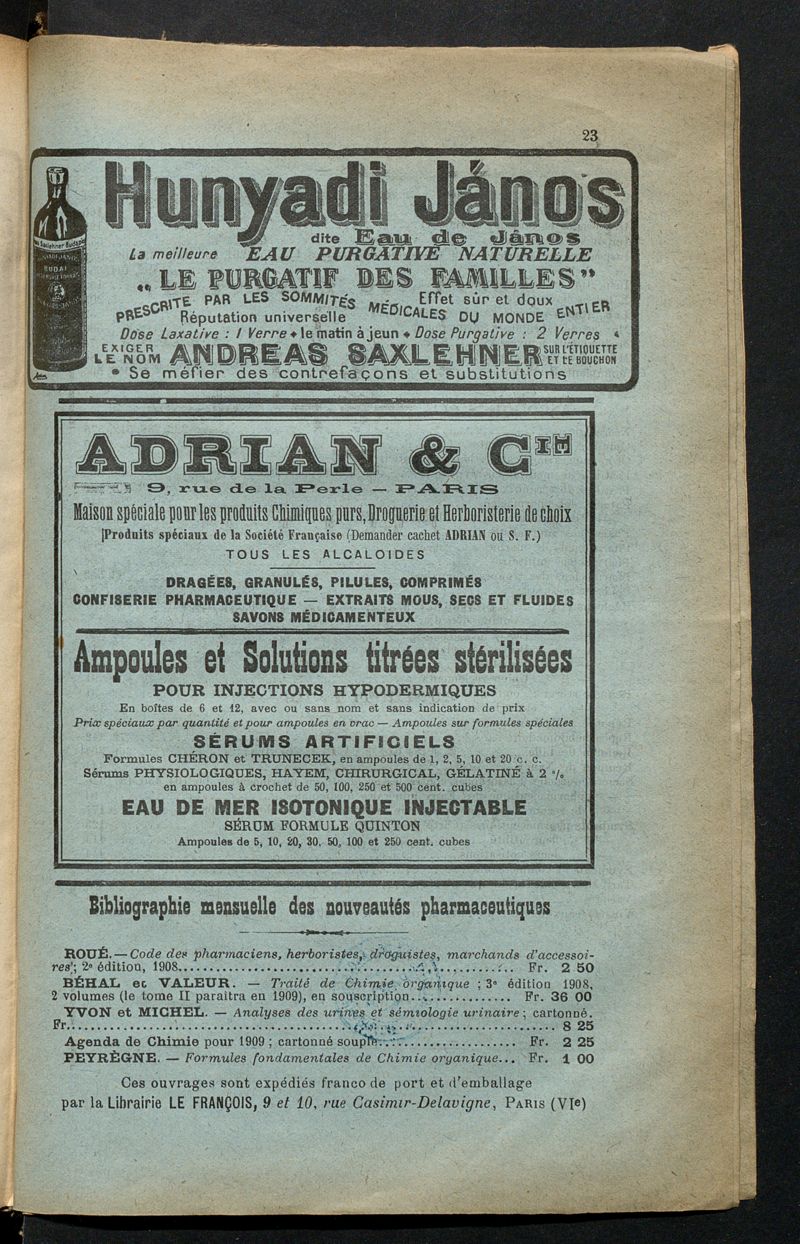 23
Hunyadi János
dite Eau de János
La meilleure EAU PURGATIVE NATURELLE
„ LE PURGATIF DES FAMILLES ”
PRESCRITE PAR LES SOMMITÉS MÉDICALES DU MONDE ENTIER
Réputation universelle
Effet sûr et doux
Dose Laxative : 1 Verre le matin à jeun Dose Purgative : 2 Verres
EXIGER LE NOM ANDREAS SAXLEHNER SUR L'ÉTIQUETTE ET LE BOUCHON
Se méfier des contrefaçons et substitutions
ADRIAN & CIE
9, rue de la Perle — PARIS
Maison spéciale pour les produits Chimiques purs, Droguerie et Herboristerie de choix
(Produits spéciaux de la Société Française (Demander cachet ADRIAN ou S. F.)
TOUS LES ALCALOIDES
DRAGÉES, GRANULÉS, PILULES, COMPRIMÉS
CONFISERIE PHARMACEUTIQUE — EXTRAITS MOUS, SECS ET FLUIDES
SAVONS MÉDICAMENTEUX
Ampoules et Solutions titrées stérilisées
POUR INJECTIONS HYPODERMIQUES
En boîtes de 6 et 12, avec ou sans nom et sans indication de prix
Prix spéciaux par quantité et pour ampoules en vrac — Ampoules sur formules spéciales
SÉRUMS ARTIFICIELS
Formules CHÉRON et TRUNECEK, en ampoules de 1, 2, 5, 10 et 20 c. c.
Sérums PHYSIOLOGIQUES, HAYEM, CHIRURGICAL, GÉLATINÉ à 2 %
en ampoules à crochet de 50, 100, 250 et 500 cent. cubes
EAU DE MER ISOTONIQUE INJECTABLE
SÉRUM FORMULE QUINTON
Ampoules de 5, 10, 20, 30, 50, 100 et 250 cent. cubes
Bibliographie mensuelle des nouveautés pharmaceutiques
ROUÉ. — Code des pharmaciens, herboristes, droguistes, marchands d'accessoi-
res; 2e édition, 1908.... Fr. 2 50
BÉHAL et VALEUR. — Traité de Chimie organique ; 3e édition 1908,
2 volumes (le tome II paraîtra en 1909), en souscription.... Fr. 36 00
YVON et MICHEL. — Analyses des urines et sémiologie urinaire ; cartonné.
Fr.... 8 25
Agenda de Chimie pour 1909 ; cartonné souple.... Fr. 2 25
PEYRÈGNE. — Formules fondamentales de Chimie organique... Fr. 1 00
Ces ouvrages sont expédiés franco de port et d'emballage
par la Librairie LE FRANÇOIS, 9 et 10, rue Casimir-Delavigne, PARIS (VIe)